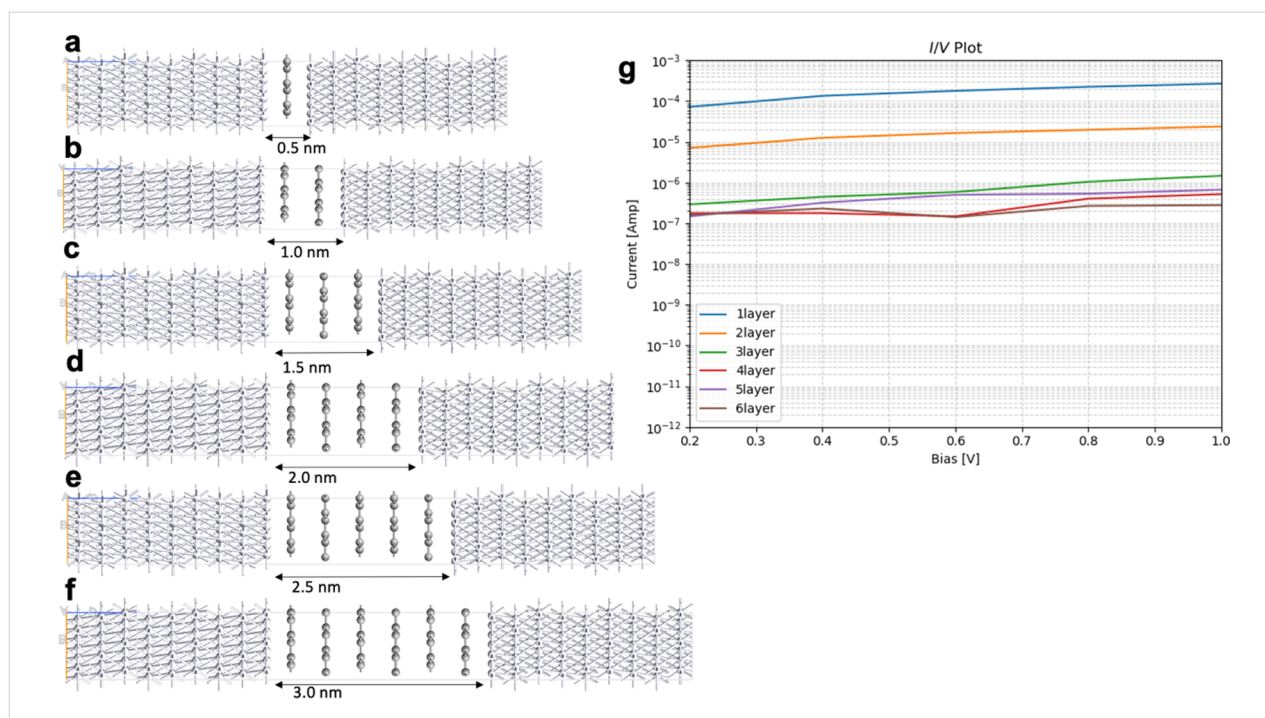 a
0.5 nm
b
1.0 nm
c
1.5 nm
d
2.0 nm
e
2.5 nm
f
3.0 nm
g
I/V Plot
Current [Amp]
10⁻³
10⁻⁴
10⁻⁵
10⁻⁶
10⁻⁷
10⁻⁸
10⁻⁹
10⁻¹⁰
10⁻¹¹
10⁻¹²
1layer
2layer
3layer
4layer
5layer
6layer
0.2 0.3 0.4 0.5 0.6 0.7 0.8 0.9 1.0
Bias [V]